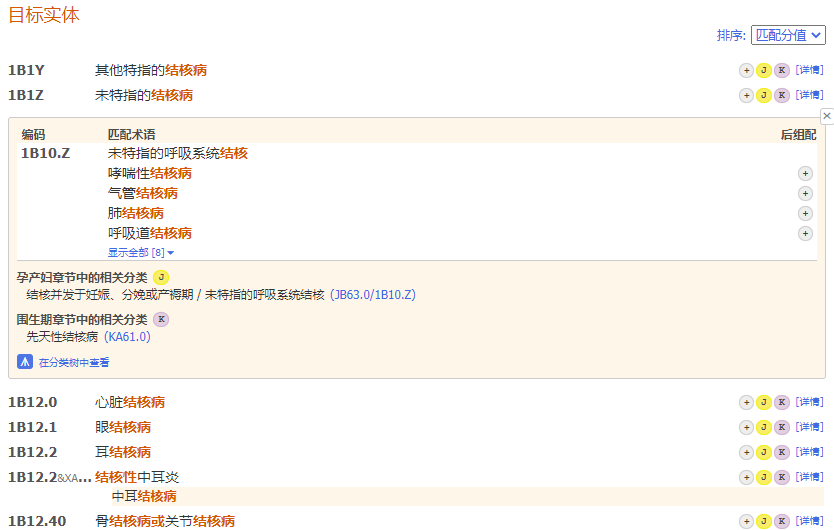 目标实体
排序: 匹配分值
1B1Y 其他特指的结核病 + J K [详情]
1B1Z 未特指的结核病 + J K [详情]
×
编码 匹配术语 后组配
1B10.Z 未特指的呼吸系统结核
哮喘性结核病 +
气管结核病 +
肺结核病 +
呼吸道结核病 +
显示全部 [8]
孕产妇章节中的相关分类 J
结核并发于妊娠、分娩或产褥期 / 未特指的呼吸系统结核 (JB63.0/1B10.Z)
围生期章节中的相关分类 K
先天性结核病 (KA61.0)
在分类树中查看
1B12.0 心脏结核病 + J K [详情]
1B12.1 眼结核病 + J K [详情]
1B12.2 耳结核病 + J K [详情]
1B12.2&XA... 结核性中耳炎 + J K [详情]
中耳结核病
1B12.40 骨结核病或关节结核病 + J K [详情]